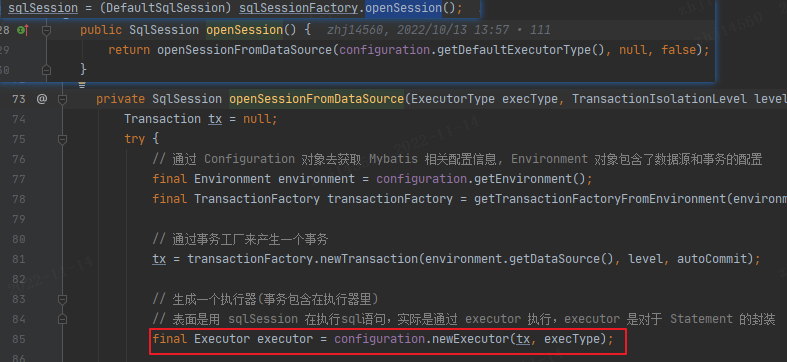 sqlSession = (DefaultSqlSession) sqlSessionFactory.openSession();
28 public SqlSession openSession() { zhj14560, 2022/10/13 13:57 • 111
29 return openSessionFromDataSource(configuration.getDefaultExecutorType(), null, false);
30 }
73 @ private SqlSession openSessionFromDataSource(ExecutorType execType, TransactionIsolationLevel level
74 Transaction tx = null;
75 try {
76 // 通过 Configuration 对象去获取 Mybatis 相关配置信息, Environment 对象包含了数据源和事务的配置
77 final Environment environment = configuration.getEnvironment();
78 final TransactionFactory transactionFactory = getTransactionFactoryFromEnvironment(environm
79
80 // 通过事务工厂来产生一个事务
81 tx = transactionFactory.newTransaction(environment.getDataSource(), level, autoCommit);
82
83 // 生成一个执行器(事务包含在执行器里)
84 // 表面是用 sqlSession 在执行sql语句，实际是通过 executor 执行，executor 是对于 Statement 的封装
85 final Executor executor = configuration.newExecutor(tx, execType);